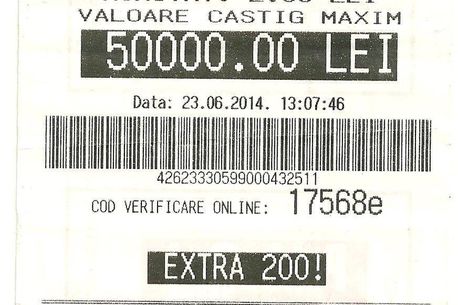 VALOARE CASTIG MAXIM
50000.00 LEI
Data: 23.06.2014. 13:07:46
42623330599000432511
COD VERIFICARE ONLINE: 17568e
EXTRA 200!